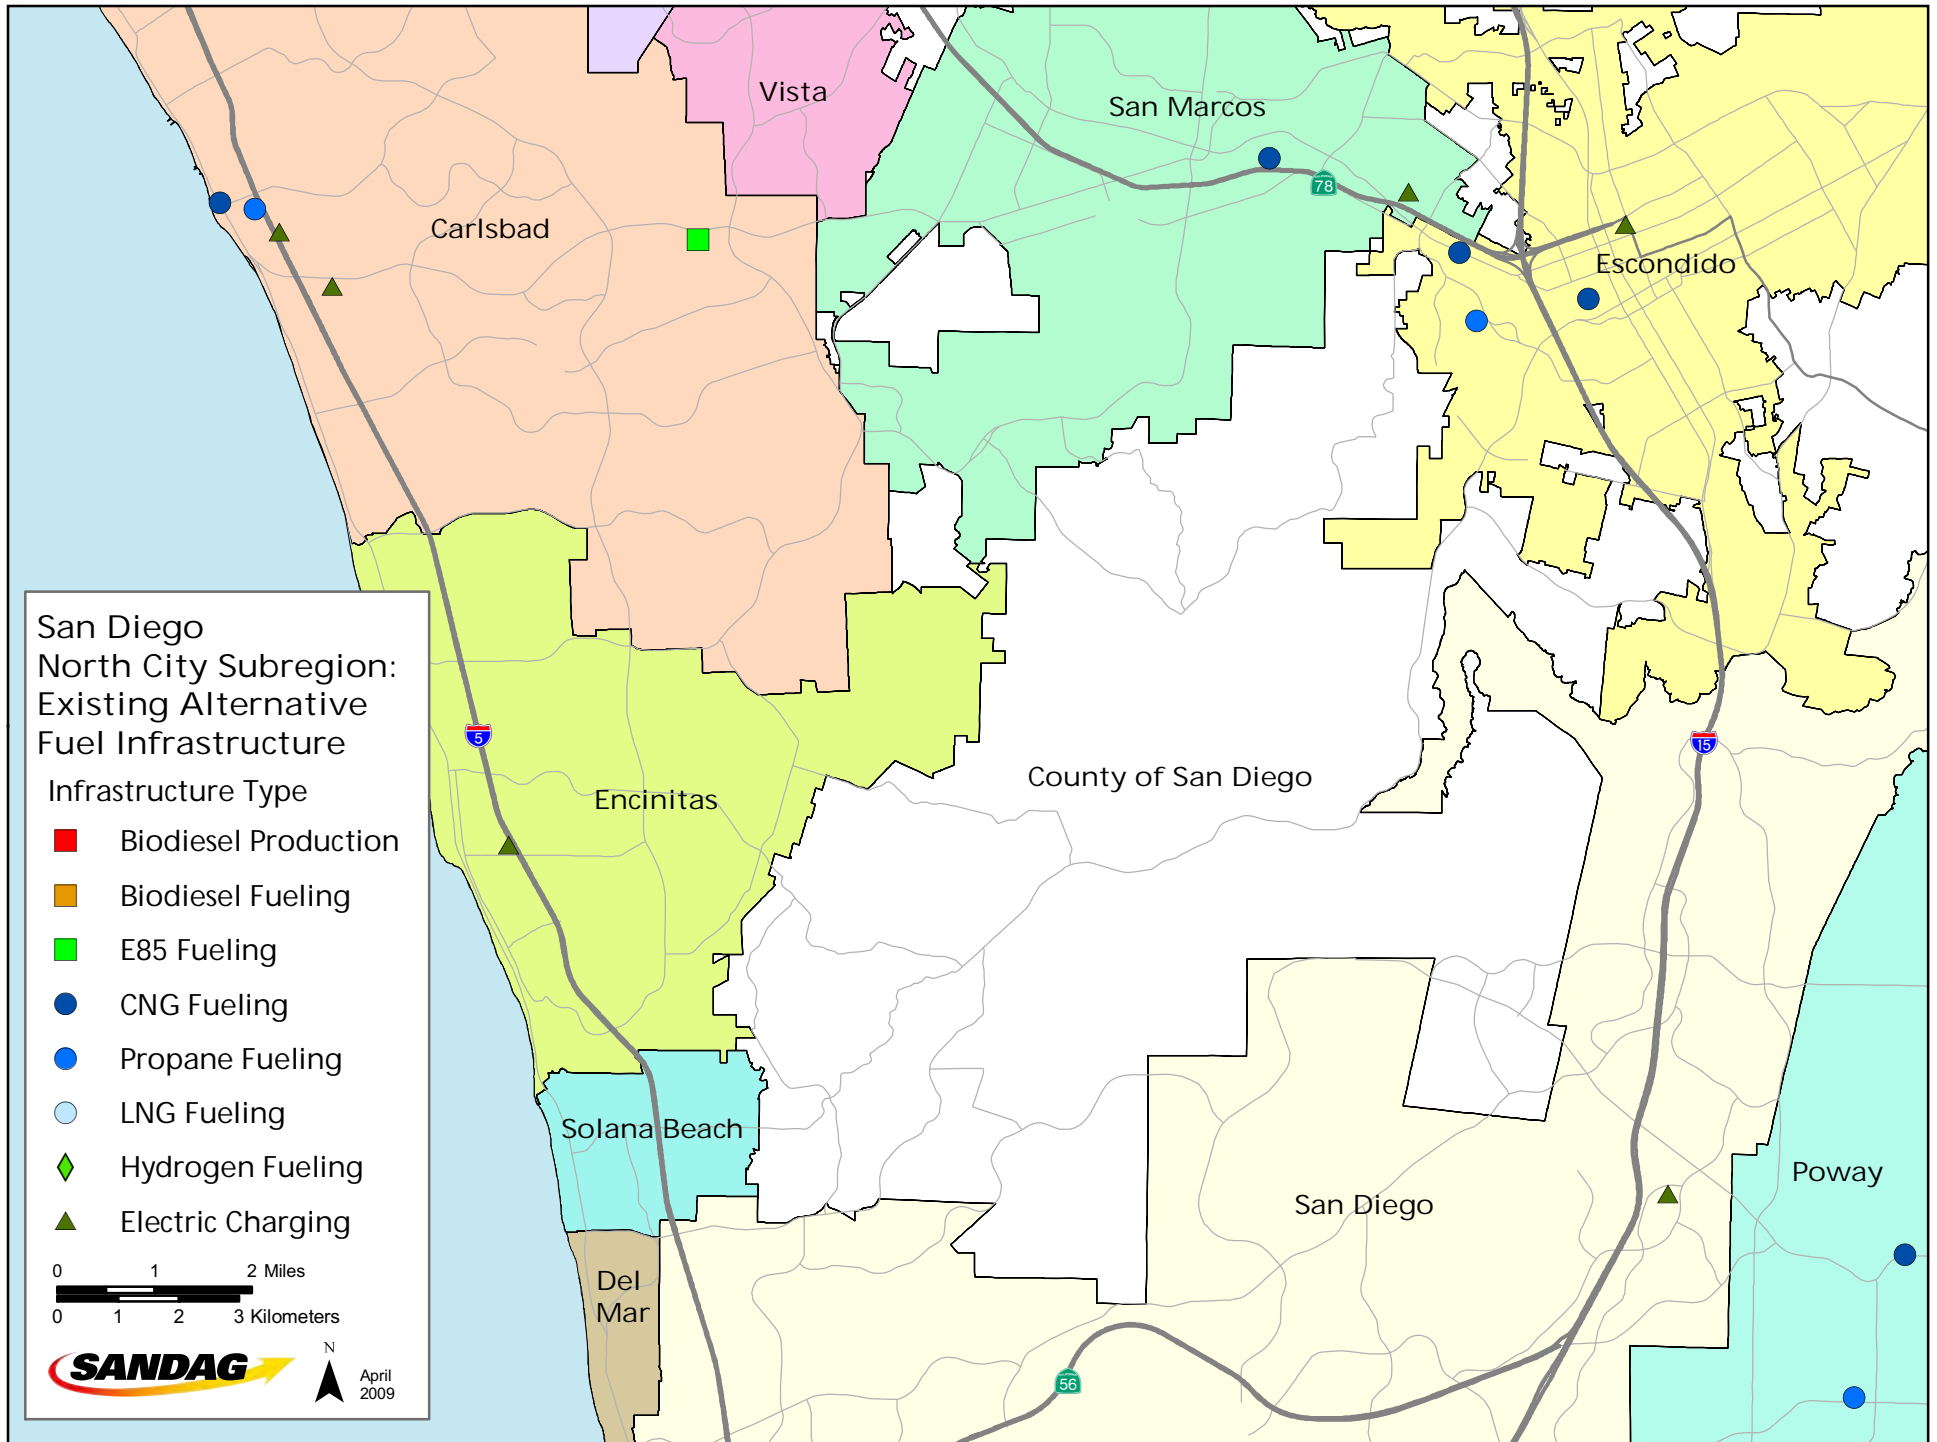 Vista
San Marcos
78
Carlsbad
Escondido
San Diego
North City Subregion:
Existing Alternative
Fuel Infrastructure
Infrastructure Type
Biodiesel Production
Biodiesel Fueling
E85 Fueling
CNG Fueling
Propane Fueling
LNG Fueling
Hydrogen Fueling
Electric Charging
0 1 2 Miles
0 1 2 3 Kilometers
SANDAG
N
April
2009
5
15
County of San Diego
Encinitas
Solana Beach
Poway
San Diego
Del
Mar
56